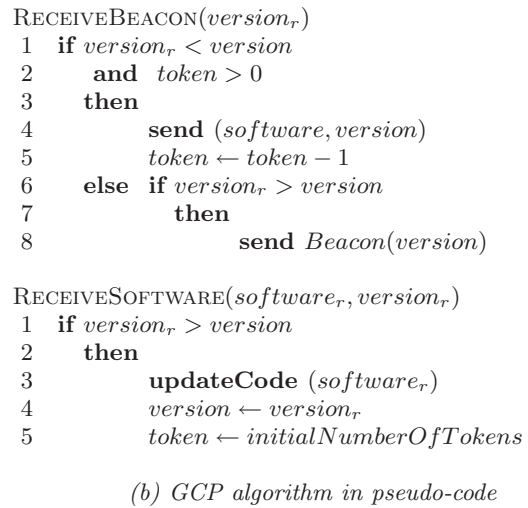 RECEIVEBEACON(version_r)
1 if version_r < version
2 and token > 0
3 then
4 send (software, version)
5 token ← token − 1
6 else if version_r > version
7 then
8 send Beacon(version)
RECEIVESOFTWARE(software_r, version_r)
1 if version_r > version
2 then
3 updateCode (software_r)
4 version ← version_r
5 token ← initialNumberOfTokens
(b) GCP algorithm in pseudo-code